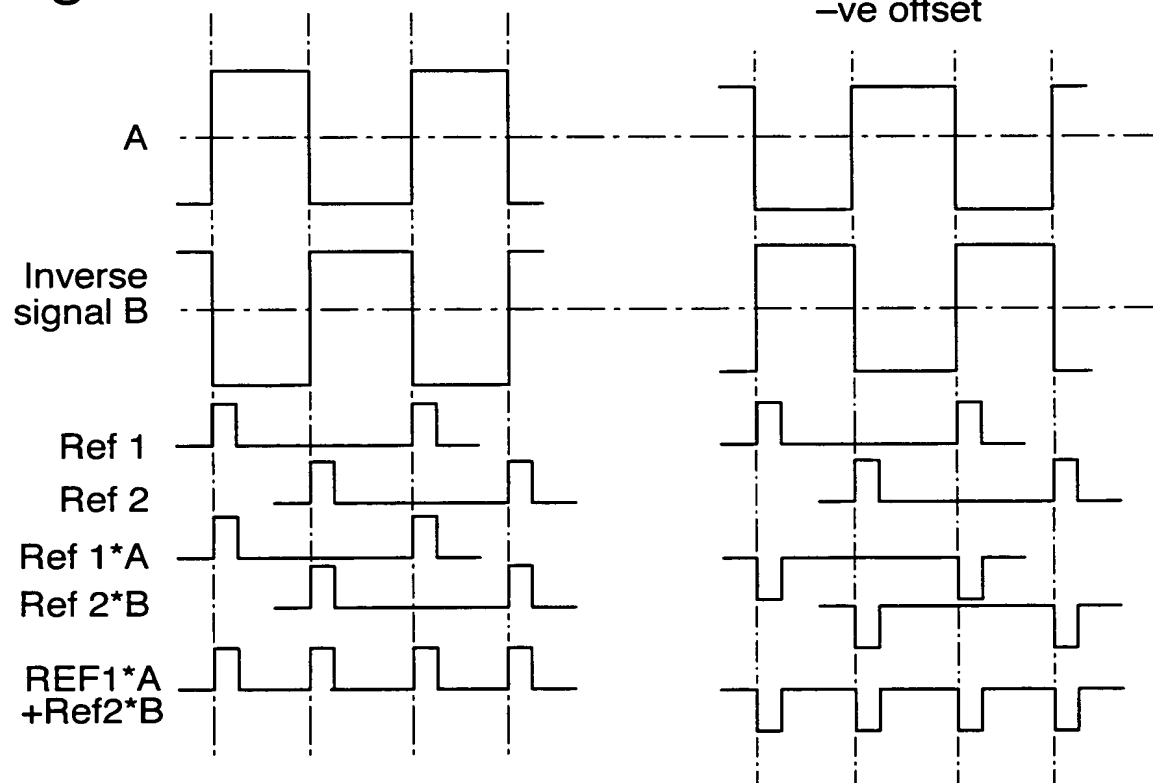 –ve offset
A
Inverse
signal B
Ref 1
Ref 2
Ref 1*A
Ref 2*B
REF1*A
+Ref2*B